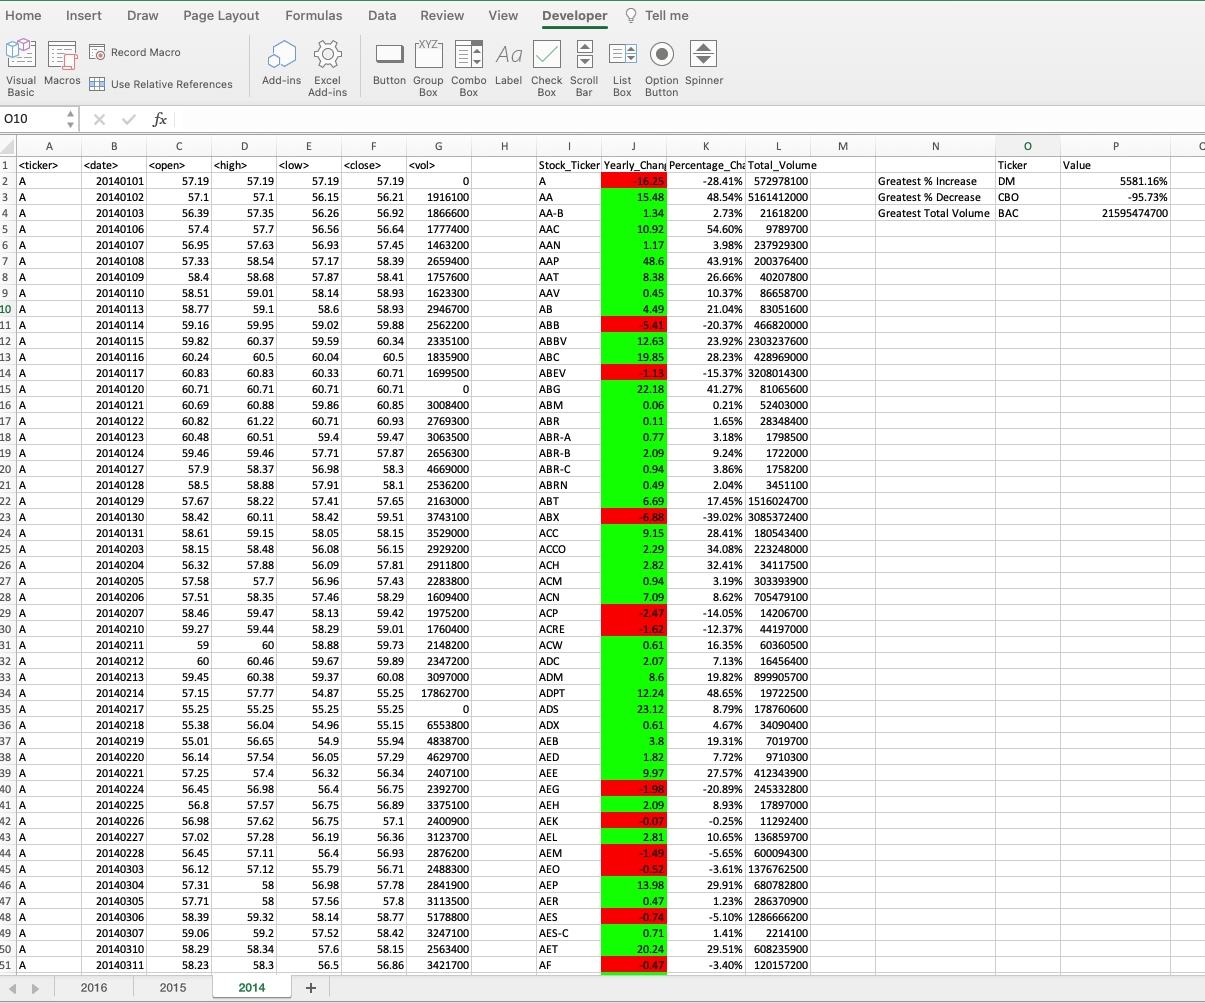 Home Insert Draw Page Layout Formulas Data Review View Developer Tell me
Visual Basic Macros Record Macro Use Relative References Add-ins Excel Add-ins XYZ Button Group Box Combo Box Aa Label Check Box Scroll Bar List Box Option Button Spinner
O10 fx
A B C D E F G H I J K L M N O P
1 <ticker> <date> <open> <high> <low> <close> <vol> Stock_Ticker Yearly_Chan Percentage_Cha Total_Volume Ticker Value
2 A 20140101 57.19 57.19 57.19 57.19 0 A -16.25 -28.41% 572978100 Greatest % Increase DM 5581.16%
3 A 20140102 57.1 57.1 56.15 56.21 1916100 AA 15.48 48.54% 5161412000 Greatest % Decrease CBO -95.73%
4 A 20140103 56.39 57.35 56.26 56.92 1866600 AA-B 1.34 2.73% 21618200 Greatest Total Volume BAC 21595474700
5 A 20140106 57.4 57.7 56.56 56.64 1777400 AAC 10.92 54.60% 9789700
6 A 20140107 56.95 57.63 56.93 57.45 1463200 AAN 1.17 3.98% 237929300
7 A 20140108 57.33 58.54 57.17 58.39 2659400 AAP 48.6 43.91% 200376400
8 A 20140109 58.4 58.68 57.87 58.41 1757600 AAT 8.38 26.66% 40207800
9 A 20140110 58.51 59.01 58.14 58.93 1623300 AAV 0.45 10.37% 86658700
10 A 20140113 58.77 59.1 58.6 58.93 2946700 AB 4.49 21.04% 83051600
11 A 20140114 59.16 59.95 59.02 59.88 2562200 ABB -5.41 -20.37% 466820000
12 A 20140115 59.82 60.37 59.59 60.34 2335100 ABBV 12.63 23.92% 2303237600
13 A 20140116 60.24 60.5 60.04 60.5 1835900 ABC 19.85 28.23% 428969000
14 A 20140117 60.83 60.83 60.33 60.71 1699500 ABEV -1.13 -15.37% 3208014300
15 A 20140120 60.71 60.71 60.71 60.71 0 ABG 22.18 41.27% 81065600
16 A 20140121 60.69 60.88 59.86 60.85 3008400 ABM 0.06 0.21% 52403000
17 A 20140122 60.82 61.22 60.71 60.93 2769300 ABR 0.11 1.65% 28348400
18 A 20140123 60.48 60.51 59.4 59.47 3063500 ABR-A 0.77 3.18% 1798500
19 A 20140124 59.46 59.46 57.71 57.87 2656300 ABR-B 2.09 9.24% 1722000
20 A 20140127 57.9 58.37 56.98 58.3 4669000 ABR-C 0.94 3.86% 1758200
21 A 20140128 58.5 58.88 57.91 58.1 2536200 ABRN 0.49 2.04% 3451100
22 A 20140129 57.67 58.22 57.41 57.65 2163000 ABT 6.69 17.45% 1516024700
23 A 20140130 58.42 60.11 58.42 59.51 3743100 ABX -6.88 -39.02% 3085372400
24 A 20140131 58.61 59.15 58.05 58.15 3529000 ACC 9.15 28.41% 180543400
25 A 20140203 58.15 58.48 56.08 56.15 2929200 ACCO 2.29 34.08% 223248000
26 A 20140204 56.32 57.88 56.09 57.81 2911800 ACH 2.82 32.41% 34117500
27 A 20140205 57.58 57.7 56.96 57.43 2283800 ACM 0.94 3.19% 303393900
28 A 20140206 57.51 58.35 57.46 58.29 1609400 ACN 7.09 8.62% 705479100
29 A 20140207 58.46 59.47 58.13 59.42 1975200 ACP -2.47 -14.05% 14206700
30 A 20140210 59.27 59.44 58.29 59.01 1760400 ACRE -1.62 -12.37% 44197000
31 A 20140211 59 60 58.88 59.73 2148200 ACW 0.61 16.35% 60360500
32 A 20140212 60 60.46 59.67 59.89 2347200 ADC 2.07 7.13% 16456400
33 A 20140213 59.45 60.38 59.37 60.08 3097000 ADM 8.6 19.82% 899905700
34 A 20140214 57.15 57.77 54.87 55.25 17862700 ADPT 12.24 48.65% 19722500
35 A 20140217 55.25 55.25 55.25 55.25 0 ADS 23.12 8.79% 178760600
36 A 20140218 55.38 56.04 54.96 55.15 6553800 ADX 0.61 4.67% 34090400
37 A 20140219 55.01 56.65 54.9 55.94 4838700 AEB 3.8 19.31% 7019700
38 A 20140220 56.14 57.54 56.05 57.29 4629700 AED 1.82 7.72% 9710300
39 A 20140221 57.25 57.4 56.32 56.34 2407100 AEE 9.97 27.57% 412343900
40 A 20140224 56.45 56.98 56.4 56.75 2392700 AEG -1.98 -20.89% 245332800
41 A 20140225 56.8 57.57 56.75 56.89 3375100 AEH 2.09 8.93% 17897000
42 A 20140226 56.98 57.62 56.75 57.1 2400900 AEK -0.07 -0.25% 11292400
43 A 20140227 57.02 57.28 56.19 56.36 3123700 AEL 2.81 10.65% 136859700
44 A 20140228 56.45 57.11 56.4 56.93 2876200 AEM -1.49 -5.65% 600094300
45 A 20140303 56.12 57.12 55.79 56.71 2488300 AEO -0.52 -3.61% 1376762500
46 A 20140304 57.31 58 56.98 57.78 2841900 AEP 13.98 29.91% 680782800
47 A 20140305 57.71 58 57.56 57.8 3113500 AER 0.47 1.23% 286370900
48 A 20140306 58.39 59.32 58.14 58.77 5178800 AES -0.74 -5.10% 1286666200
49 A 20140307 59.06 59.2 57.52 58.42 3247100 AES-C 0.71 1.41% 2214100
50 A 20140310 58.29 58.34 57.6 58.15 2563400 AET 20.24 29.51% 608235900
51 A 20140311 58.23 58.3 56.5 56.86 3421700 AF -0.47 -3.40% 120157200
2016 2015 2014 +